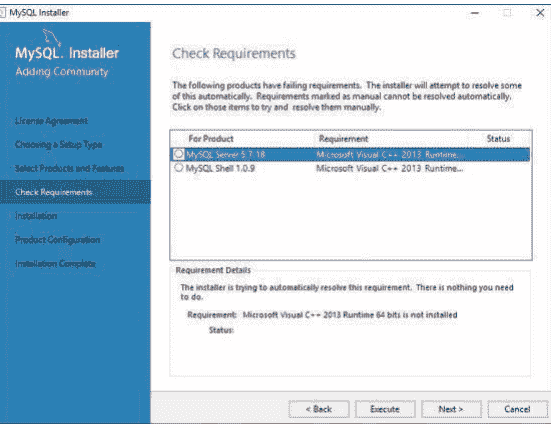 MySQL Installer
MySQL. Installer
Adding Community
License Agreement
Choosing a Setup Type
Select Products and Features
Check Requirements
Installation
Product Configuration
Installation Complete
Check Requirements
The following products have failing requirements. The installer will attempt to resolve some
of this automatically. Requirements marked as manual cannot be resolved automatically.
Click on those items to try and resolve them manually.
For Product Requirement Status
MySQL Server 5.7.18 Microsoft Visual C++ 2013 Runtime...
MySQL Shell 1.0.9 Microsoft Visual C++ 2013 Runtime...
Requirement Details
The installer is trying to automatically resolve this requirement. There is nothing you need
to do.
Requirement: Microsoft Visual C++ 2013 Runtime 64 bits is not installed
Status:
< Back Execute Next > Cancel